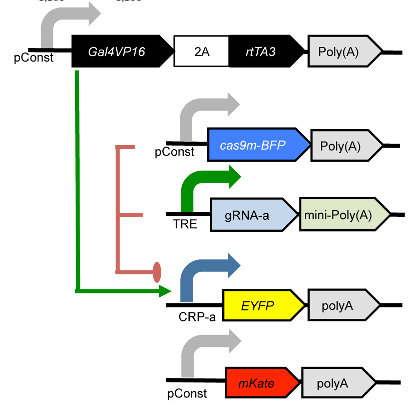 Gal4VP16 2A rtTA3 Poly(A)
pConst
cas9m-BFP Poly(A)
pConst
gRNA-a mini-Poly(A)
TRE
EYFP polyA
CRP-a
mKate polyA
pConst